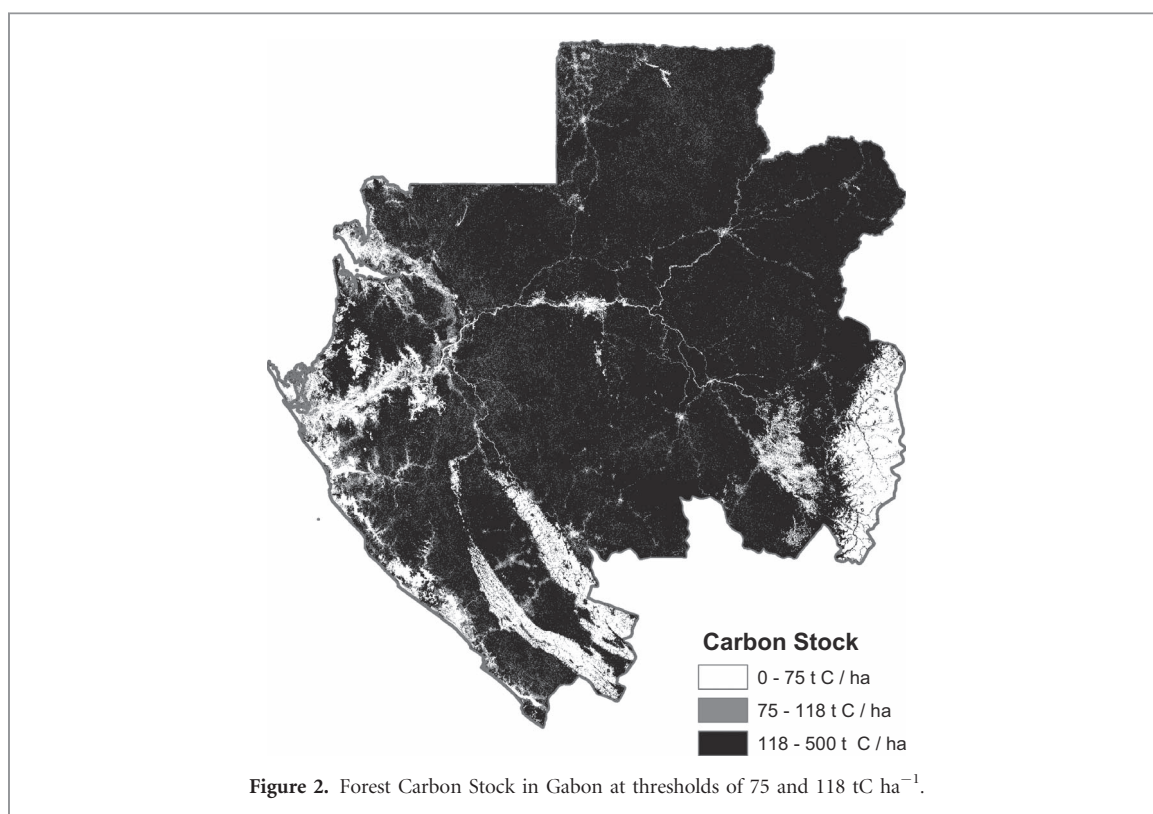 Carbon Stock
0 - 75 t C / ha
75 - 118 t C / ha
118 - 500 t C / ha
Figure 2. Forest Carbon Stock in Gabon at thresholds of 75 and 118 tC ha⁻¹.